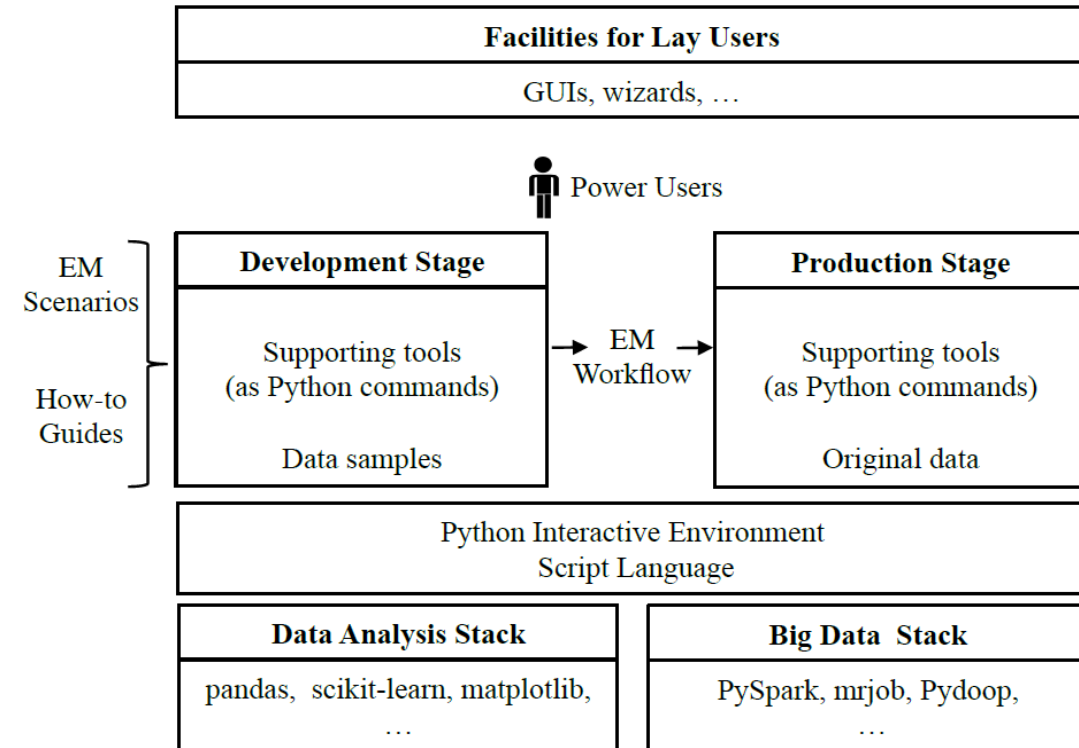 Facilities for Lay Users
GUIs, wizards, …
Power Users
EM
Scenarios
How-to
Guides
Development Stage
Supporting tools
(as Python commands)
Data samples
EM
Workflow
Production Stage
Supporting tools
(as Python commands)
Original data
Python Interactive Environment
Script Language
Data Analysis Stack
pandas, scikit-learn, matplotlib,
…
Big Data Stack
PySpark, mrjob, Pydoop,
…